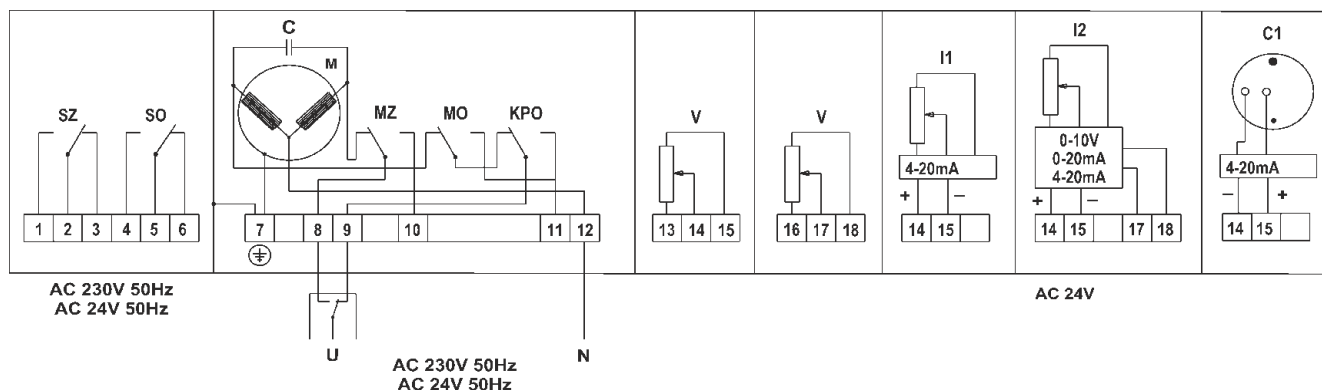 C
M
SZ
SO
MZ
MO
KPO
V
V
I1
I2
C1
4-20mA
0-10V
0-20mA
4-20mA
4-20mA
+ –
+ –
– +
1 2 3 4 5 6
7 8 9 10 11 12
13 14 15
16 17 18
14 15
14 15 17 18
14 15
AC 230V 50Hz
AC 24V 50Hz
U
N
AC 230V 50Hz
AC 24V 50Hz
AC 24V